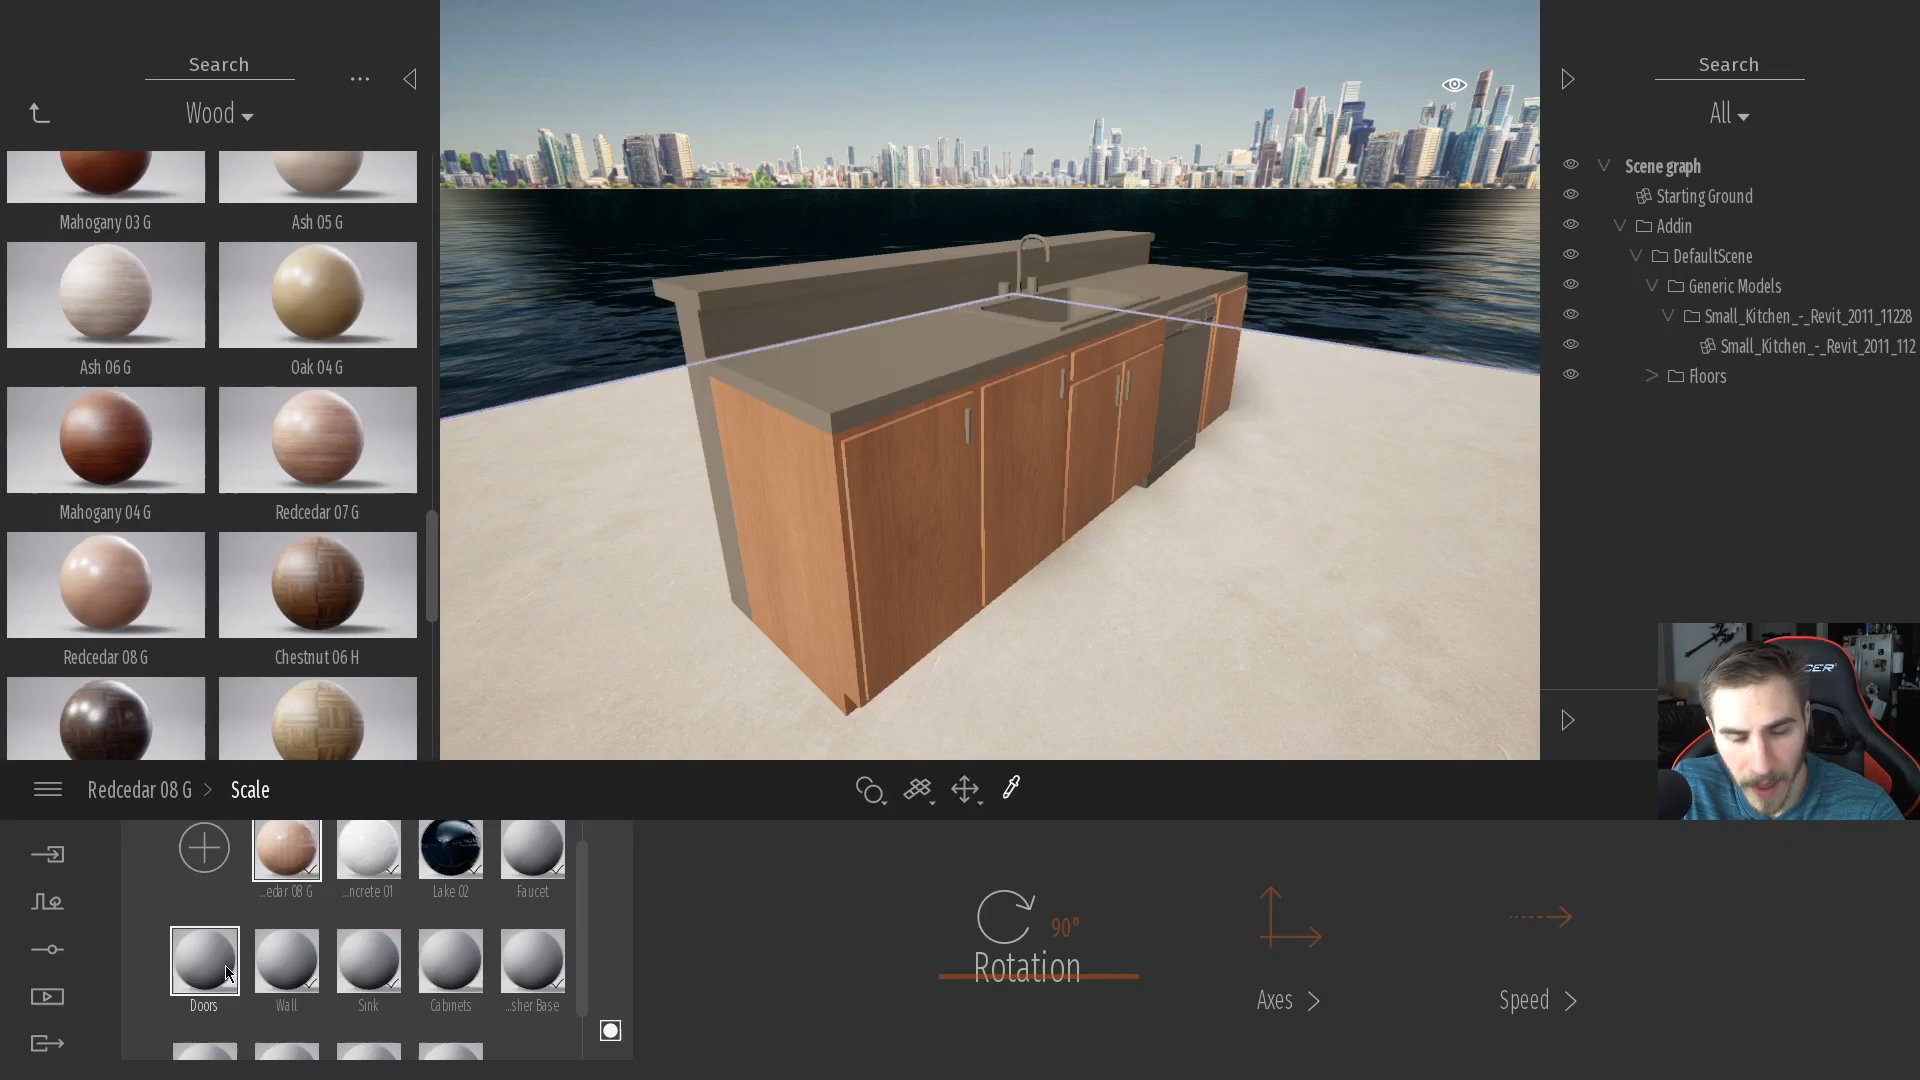 Search
...
Wood
Mahogany 03 G
Ash 05 G
Ash 06 G
Oak 04 G
Mahogany 04 G
Redcedar 07 G
Redcedar 08 G
Chestnut 06 H
Search
All
Scene graph
Starting Ground
Addin
DefaultScene
Generic Models
Small_Kitchen_-_Revit_2011_11228
Small_Kitchen_-_Revit_2011_112
Floors
CER
Redcedar 08 G > Scale
...edar 08 G
...ncrete 01
Lake 02
Faucet
Doors
Wall
Sink
Cabinets
...sher Base
90°
Rotation
Axes
Speed